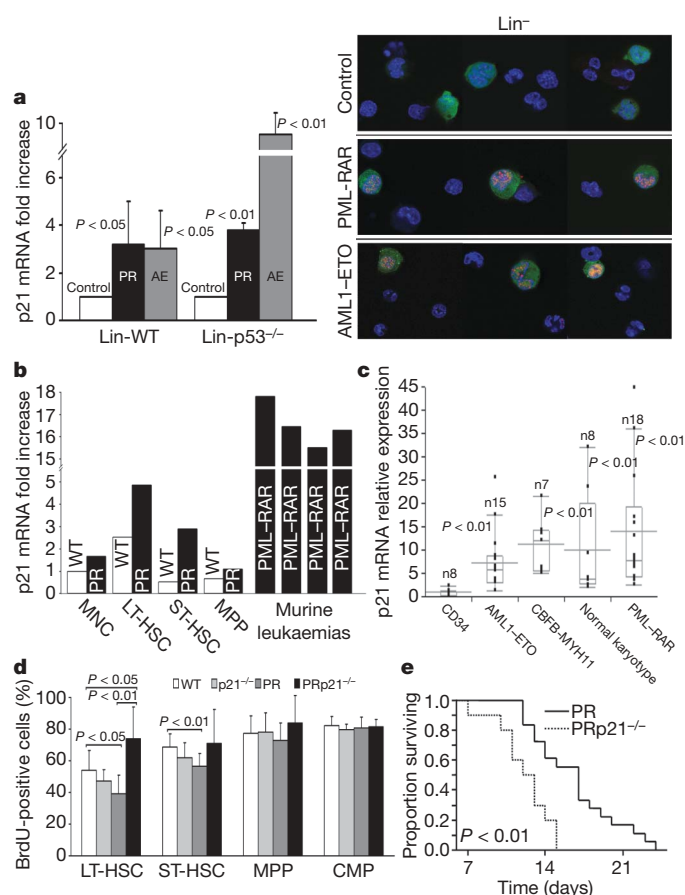 a
p21 mRNA fold increase
10
6
4
2
0
P < 0.01
P < 0.05
P < 0.05
P < 0.01
Control
PR
AE
Control
PR
AE
Lin-WT
Lin-p53–/–
Lin–
Control
PML-RAR
AML1–ETO
b
p21 mRNA fold increase
18
17
16
15
5
4
3
2
1
0
WT
PR
WT
PR
WT
PR
WT
PR
PML–RAR
PML–RAR
PML–RAR
PML–RAR
MNC
LT-HSC
ST-HSC
MPP
Murine
leukaemias
c
p21 mRNA relative expression
45
40
35
30
25
20
15
10
5
0
n8
n15
P < 0.01
n7
P < 0.01
n8
P < 0.01
n18
P < 0.01
CD34
AML1–ETO
CBFB-MYH11
Normal karyotype
PML–RAR
d
BrdU-positive cells (%)
100
80
60
40
20
0
P < 0.05
P < 0.01
P < 0.05
P < 0.01
WT
p21–/–
PR
PRp21–/–
LT-HSC
ST-HSC
MPP
CMP
e
Proportion surviving
1.0
0.8
0.6
0.4
0.2
0.0
PR
PRp21–/–
P < 0.01
7
14
21
Time (days)